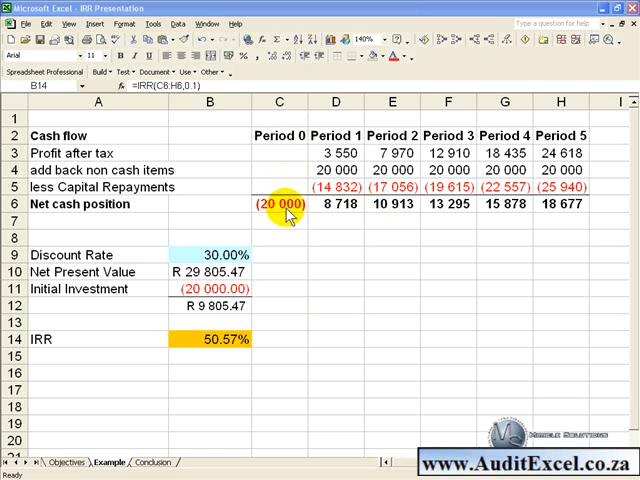 Microsoft Excel - IRR Presentation
File Edit View Insert Format Tools Data Window Help
Type a question for help
140%
Arial 10 B I U
Spreadsheet Professional Build Test Document Use Other
B14 =IRR(C6:H6,0.1)
A B C D E F G H I
1
2 Cash flow Period 0 Period 1 Period 2 Period 3 Period 4 Period 5
3 Profit after tax 3 550 7 970 12 910 18 435 24 618
4 add back non cash items 20 000 20 000 20 000 20 000 20 000
5 less Capital Repayments (14 832) (17 056) (19 615) (22 557) (25 940)
6 Net cash position (20 000) 8 718 10 913 13 295 15 878 18 677
7
8
9 Discount Rate 30.00%
10 Net Present Value R 29 805.47
11 Initial Investment (20 000.00)
12 R 9 805.47
13
14 IRR 50.57%
15
16
17
18
19
20
21
www.AuditExcel.co.za
Objectives Example Conclusion
Ready